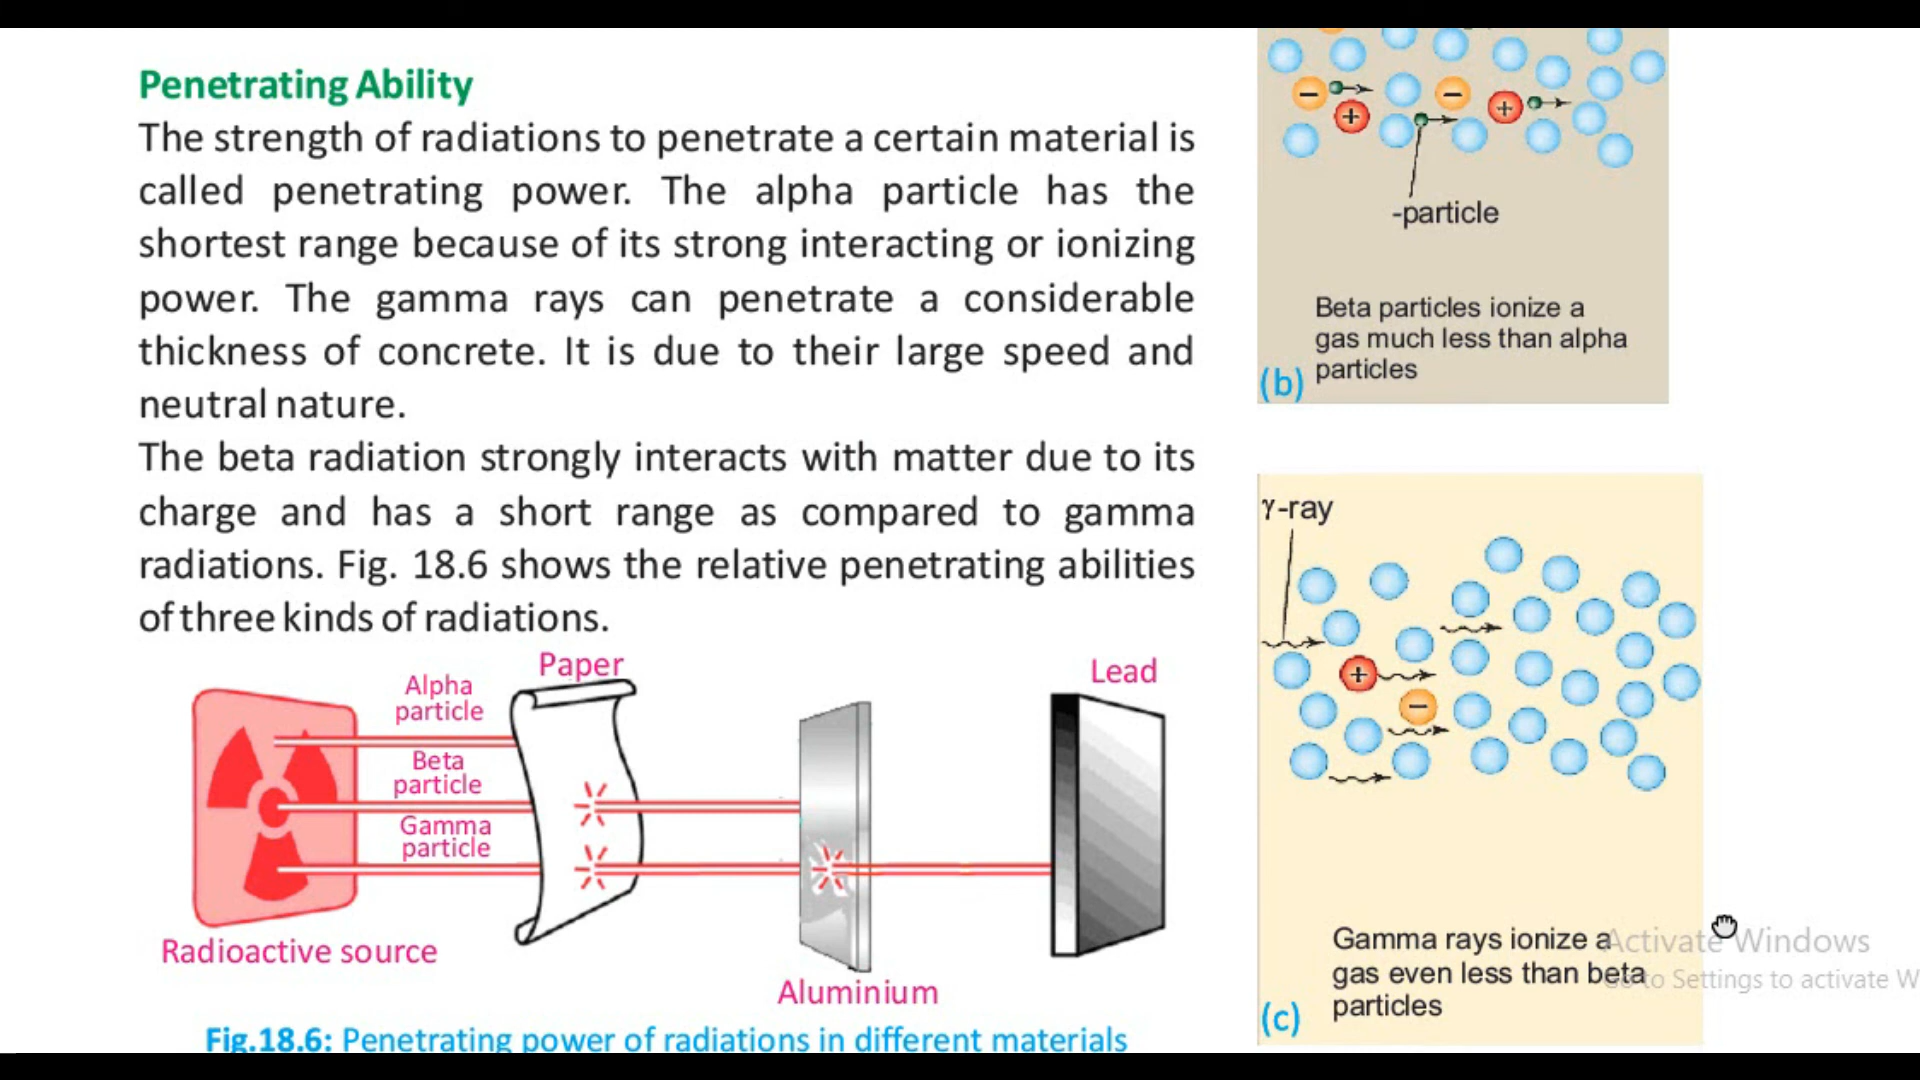 Penetrating Ability
The strength of radiations to penetrate a certain material is
called penetrating power. The alpha particle has the
shortest range because of its strong interacting or ionizing
power. The gamma rays can penetrate a considerable
thickness of concrete. It is due to their large speed and
neutral nature.
The beta radiation strongly interacts with matter due to its
charge and has a short range as compared to gamma
radiations. Fig. 18.6 shows the relative penetrating abilities
of three kinds of radiations.
Paper
Lead
Alpha
particle
Beta
particle
Gamma
particle
Radioactive source
Aluminium
Fig.18.6: Penetrating power of radiations in different materials
-particle
Beta particles ionize a
gas much less than alpha
particles
(b)
γ-ray
Gamma rays ionize a
gas even less than beta
particles
(c)
Activate Windows
to Settings to activate W